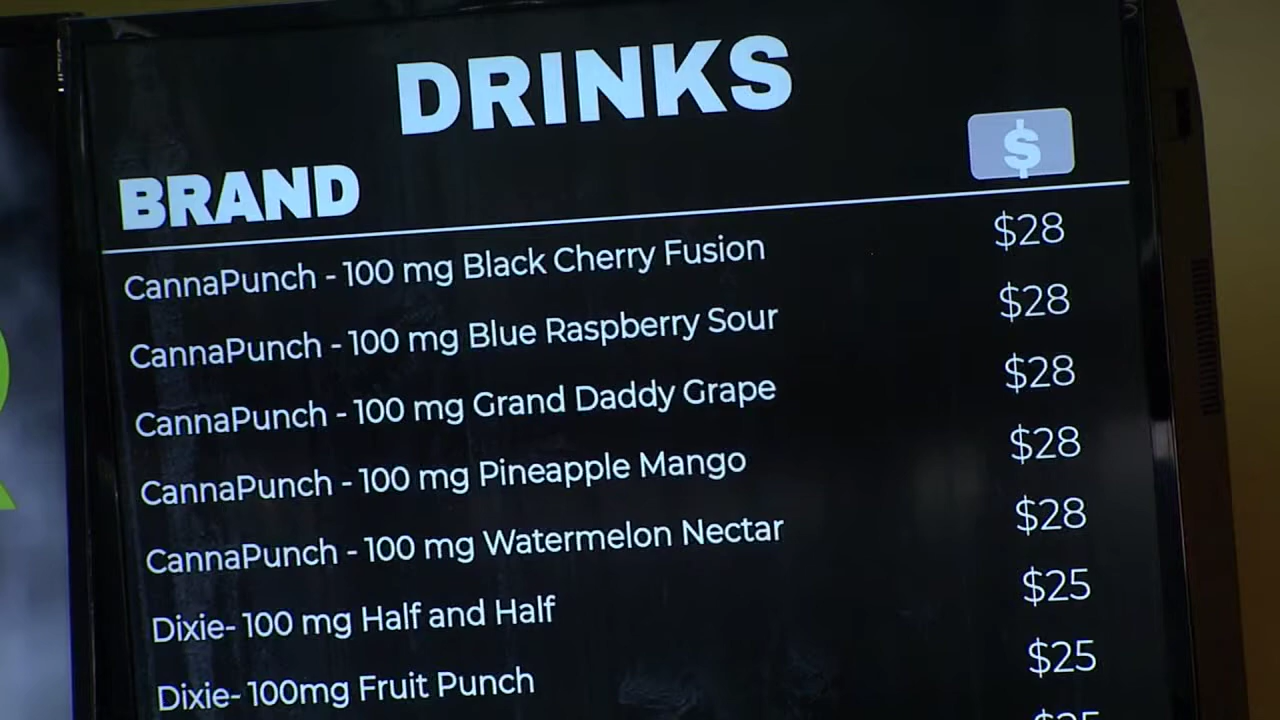 DRINKS
BRAND $
CannaPunch - 100 mg Black Cherry Fusion $28
CannaPunch - 100 mg Blue Raspberry Sour $28
CannaPunch - 100 mg Grand Daddy Grape $28
CannaPunch - 100 mg Pineapple Mango $28
CannaPunch - 100 mg Watermelon Nectar $28
Dixie- 100 mg Half and Half $25
Dixie- 100mg Fruit Punch $25